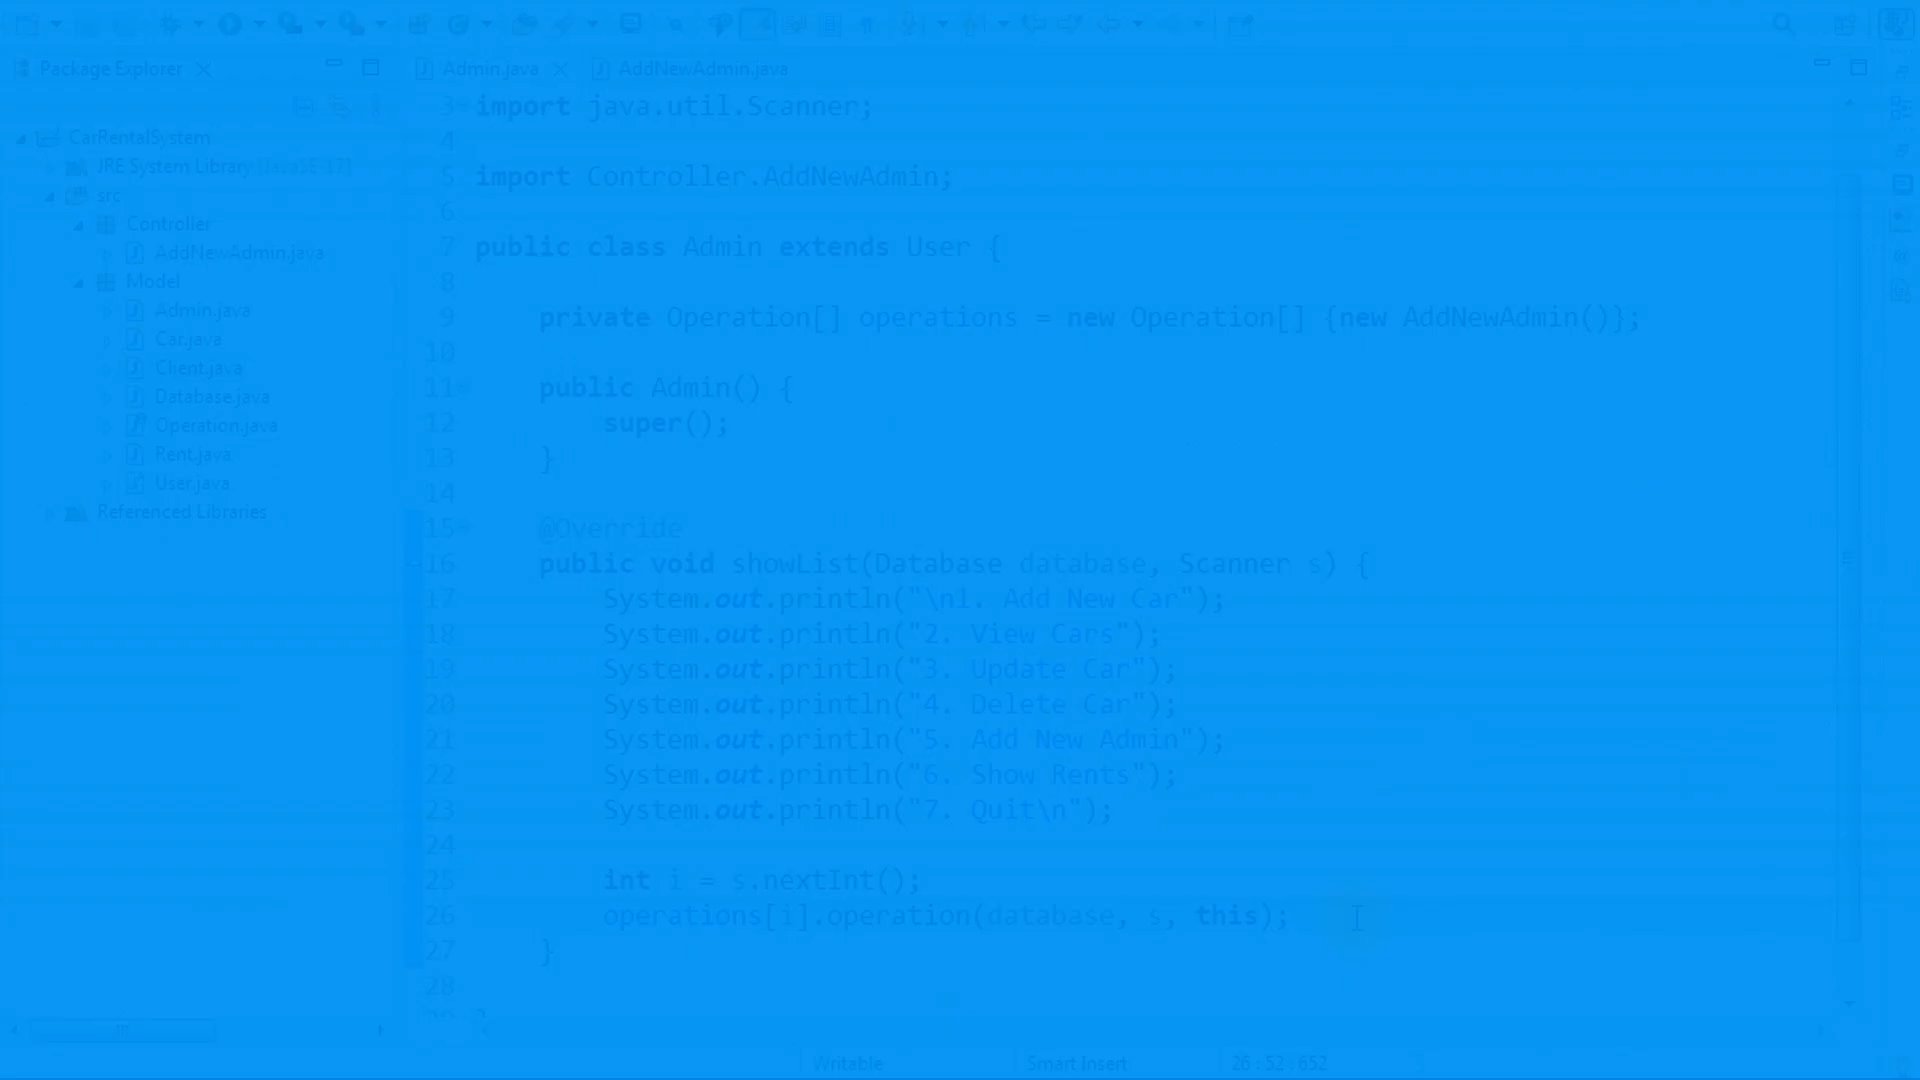 Package Explorer
Admin.java
AddNewAdmin.java
CarRentalSystem
JRE System Library [JavaSE-17]
src
Controller
AddNewAdmin.java
Model
Admin.java
Car.java
Client.java
Database.java
Operation.java
Rent.java
User.java
Referenced Libraries
3 import java.util.Scanner;
4
5 import Controller.AddNewAdmin;
6
7 public class Admin extends User {
8
9 private Operation[] operations = new Operation[] {new AddNewAdmin()};
10
11 public Admin() {
12 super();
13 }
14
15 @Override
16 public void showList(Database database, Scanner s) {
17 System.out.println("\n1. Add New Car");
18 System.out.println("2. View Cars");
19 System.out.println("3. Update Car");
20 System.out.println("4. Delete Car");
21 System.out.println("5. Add New Admin");
22 System.out.println("6. Show Rents");
23 System.out.println("7. Quit\n");
24
25 int i = s.nextInt();
26 operations[i].operation(database, s, this);
27 }
28
Writable
Smart Insert
26 : 52 : 652